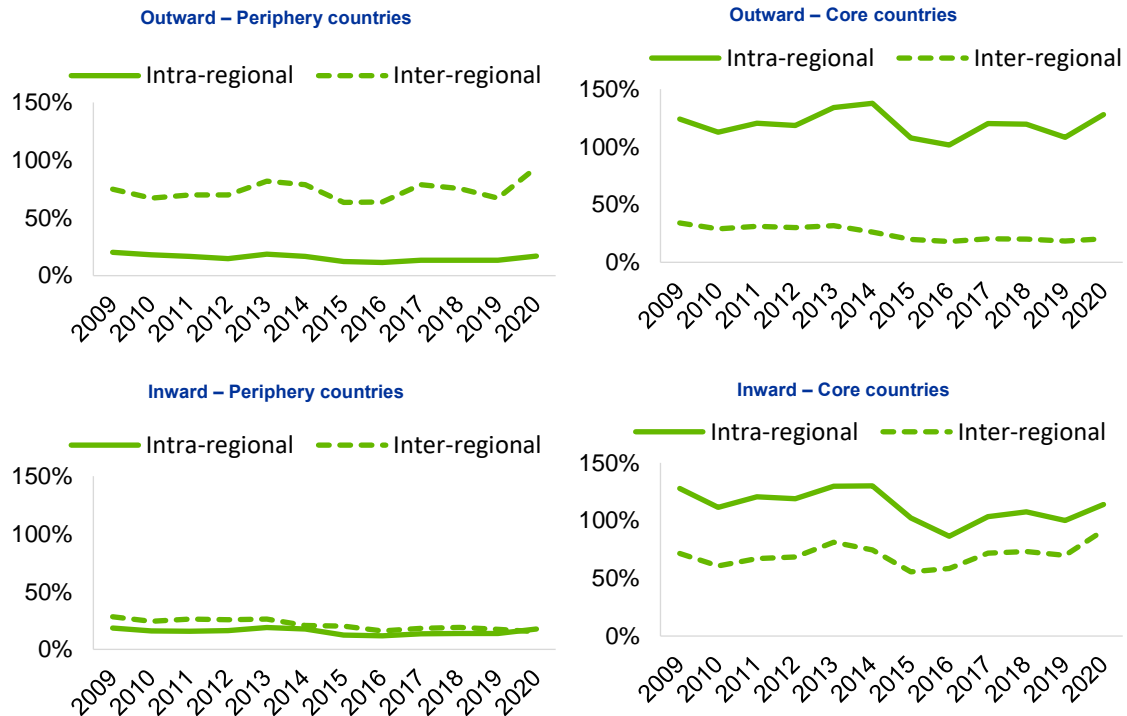 Outward – Periphery countries
Intra-regional Inter-regional
150%
100%
50%
0%
2009 2010 2011 2012 2013 2014 2015 2016 2017 2018 2019 2020
Outward – Core countries
Intra-regional Inter-regional
150%
100%
50%
0%
2009 2010 2011 2012 2013 2014 2015 2016 2017 2018 2019 2020
Inward – Periphery countries
Intra-regional Inter-regional
150%
100%
50%
0%
2009 2010 2011 2012 2013 2014 2015 2016 2017 2018 2019 2020
Inward – Core countries
Intra-regional Inter-regional
150%
100%
50%
0%
2009 2010 2011 2012 2013 2014 2015 2016 2017 2018 2019 2020